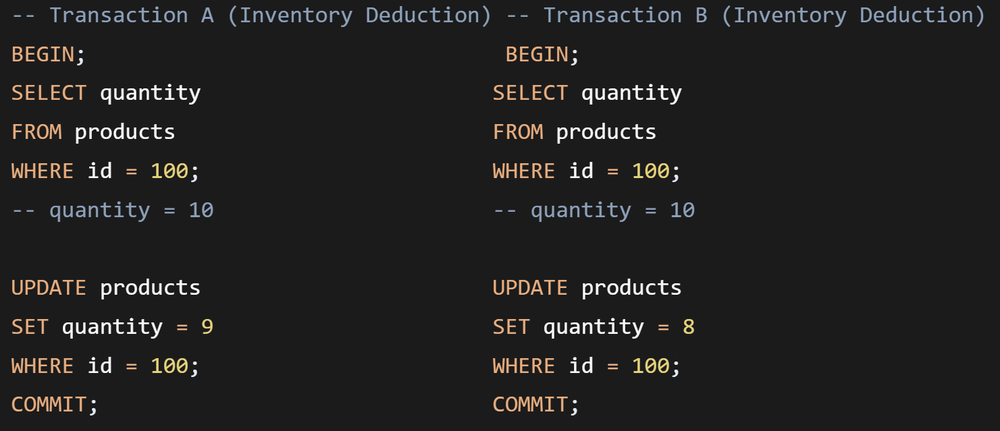 -- Transaction A (Inventory Deduction) -- Transaction B (Inventory Deduction)
BEGIN; BEGIN;
SELECT quantity SELECT quantity
FROM products FROM products
WHERE id = 100; WHERE id = 100;
-- quantity = 10 -- quantity = 10
UPDATE products UPDATE products
SET quantity = 9 SET quantity = 8
WHERE id = 100; WHERE id = 100;
COMMIT; COMMIT;